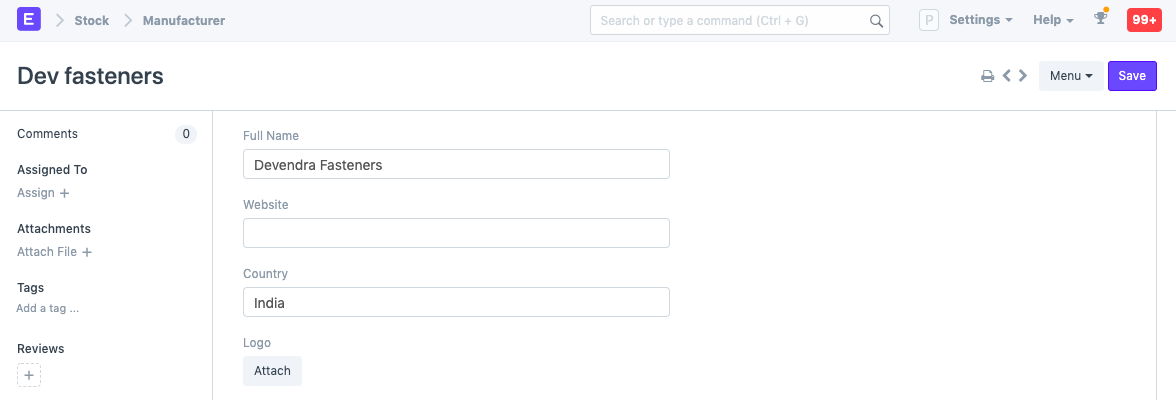 E Stock Manufacturer Search or type a command (Ctrl + G) P Settings Help 99+
Dev fasteners Menu Save
Comments 0
Assigned To
Assign +
Attachments
Attach File +
Tags
Add a tag ...
Reviews
+
Full Name
Devendra Fasteners
Website
Country
India
Logo
Attach